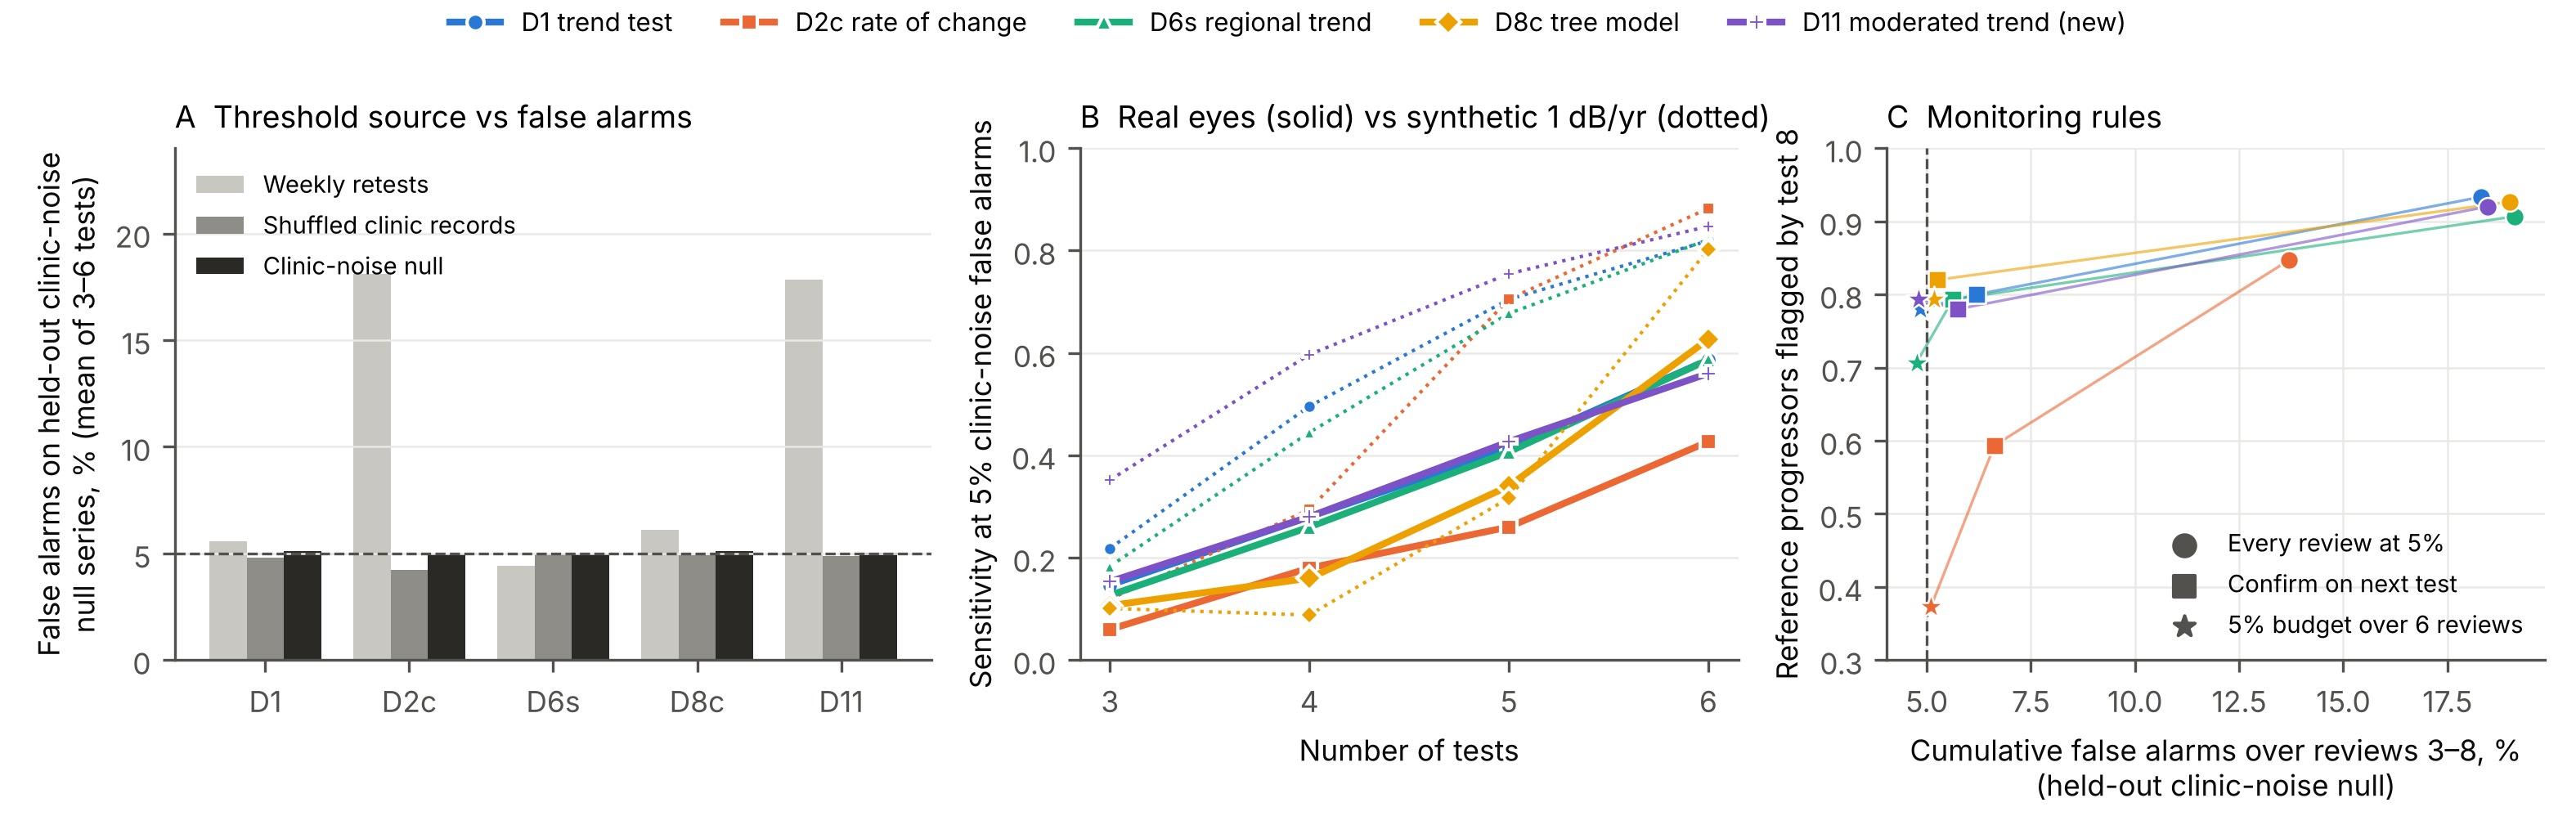 D1 trend test
D2c rate of change
D6s regional trend
D8c tree model
D11 moderated trend (new)
A Threshold source vs false alarms
False alarms on held-out clinic-noise
null series, % (mean of 3–6 tests)
Weekly retests
Shuffled clinic records
Clinic-noise null
20
15
10
5
0
D1
D2c
D6s
D8c
D11
B Real eyes (solid) vs synthetic 1 dB/yr (dotted)
Sensitivity at 5% clinic-noise false alarms
1.0
0.8
0.6
0.4
0.2
0.0
3
4
5
6
Number of tests
C Monitoring rules
Reference progressors flagged by test 8
1.0
0.9
0.8
0.7
0.6
0.5
0.4
0.3
Every review at 5%
Confirm on next test
5% budget over 6 reviews
5.0
7.5
10.0
12.5
15.0
17.5
Cumulative false alarms over reviews 3–8, %
(held-out clinic-noise null)